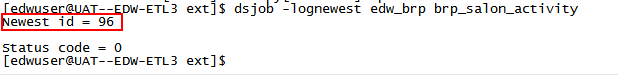 [edwuser@UAT--EDW-ETL3 ext]$ dsjob -lognewest edw_brp brp_salon_activity
Newest id = 96
Status code = 0
[edwuser@UAT--EDW-ETL3 ext]$